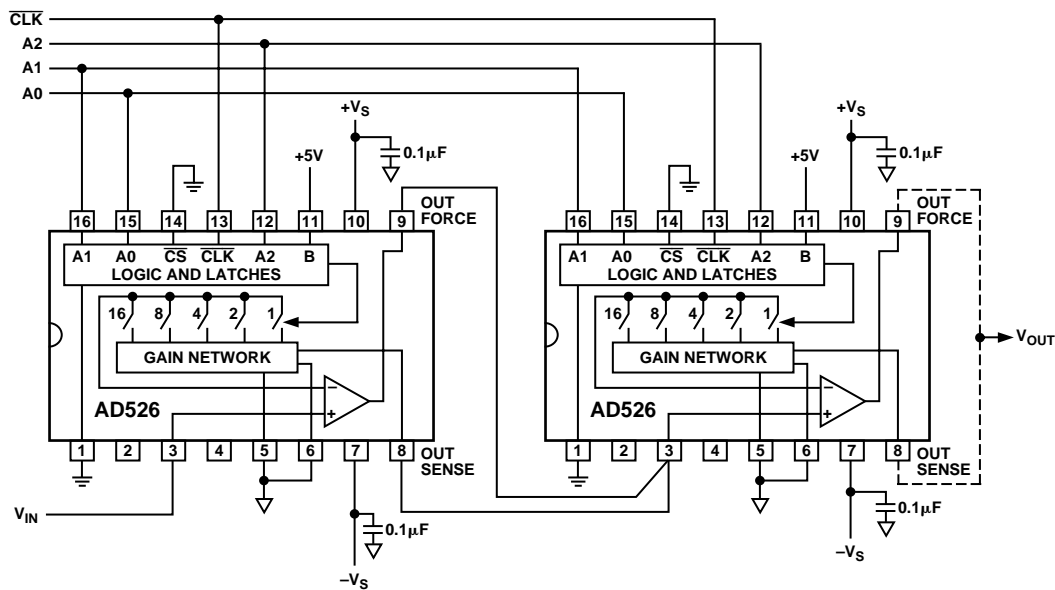 CLK
A2
A1
A0
+VS
0.1μF
+5V
+VS
0.1μF
+5V
16 15 14 13 12 11 10 9
OUT FORCE
16 15 14 13 12 11 10 9
OUT FORCE
A1 A0 CS CLK A2 B
LOGIC AND LATCHES
A1 A0 CS CLK A2 B
LOGIC AND LATCHES
16 8 4 2 1
16 8 4 2 1
GAIN NETWORK
GAIN NETWORK
VOUT
AD526
–
+
AD526
–
+
1 2 3 4 5 6 7 8
OUT SENSE
1 2 3 4 5 6 7 8
OUT SENSE
VIN
0.1μF
–VS
0.1μF
–VS